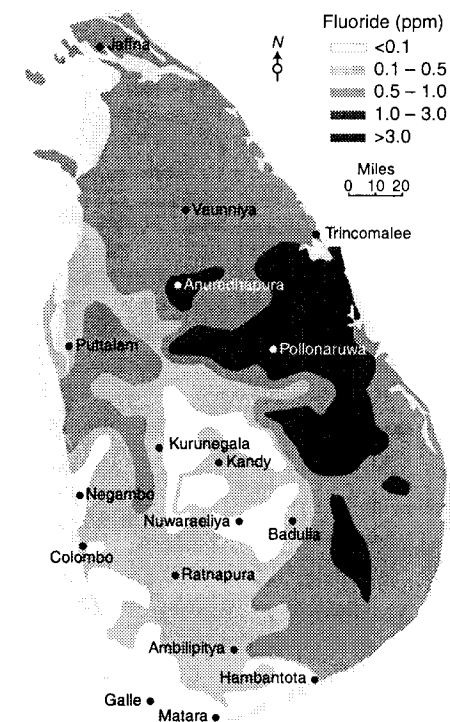 Fluoride (ppm)
<0.1
0.1 – 0.5
0.5 – 1.0
1.0 – 3.0
>3.0
Miles
0 10 20
N
Jaffna
Vaunniya
Trincomalee
Anuradhapura
Puttalam
Pollonaruwa
Kurunegala
Kandy
Negambo
Nuwaraeliya
Badulla
Colombo
Ratnapura
Ambilipitya
Hambantota
Galle
Matara